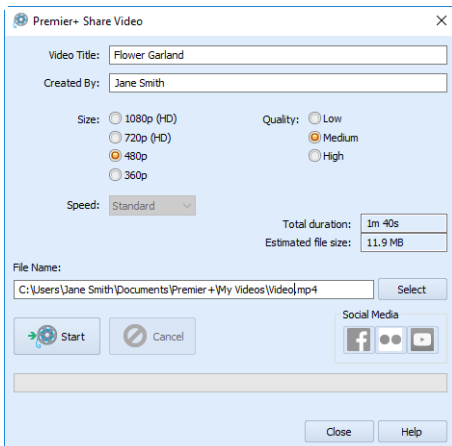 Premier+ Share Video
Video Title: Flower Garland
Created By: Jane Smith
Size: 1080p (HD) Quality: Low
720p (HD) Medium
480p High
360p
Speed: Standard
Total duration: 1m 40s
Estimated file size: 11.9 MB
File Name:
C:\Users\Jane Smith\Documents\Premier+\My Videos\Video.mp4 Select
Social Media
Start Cancel
Close Help